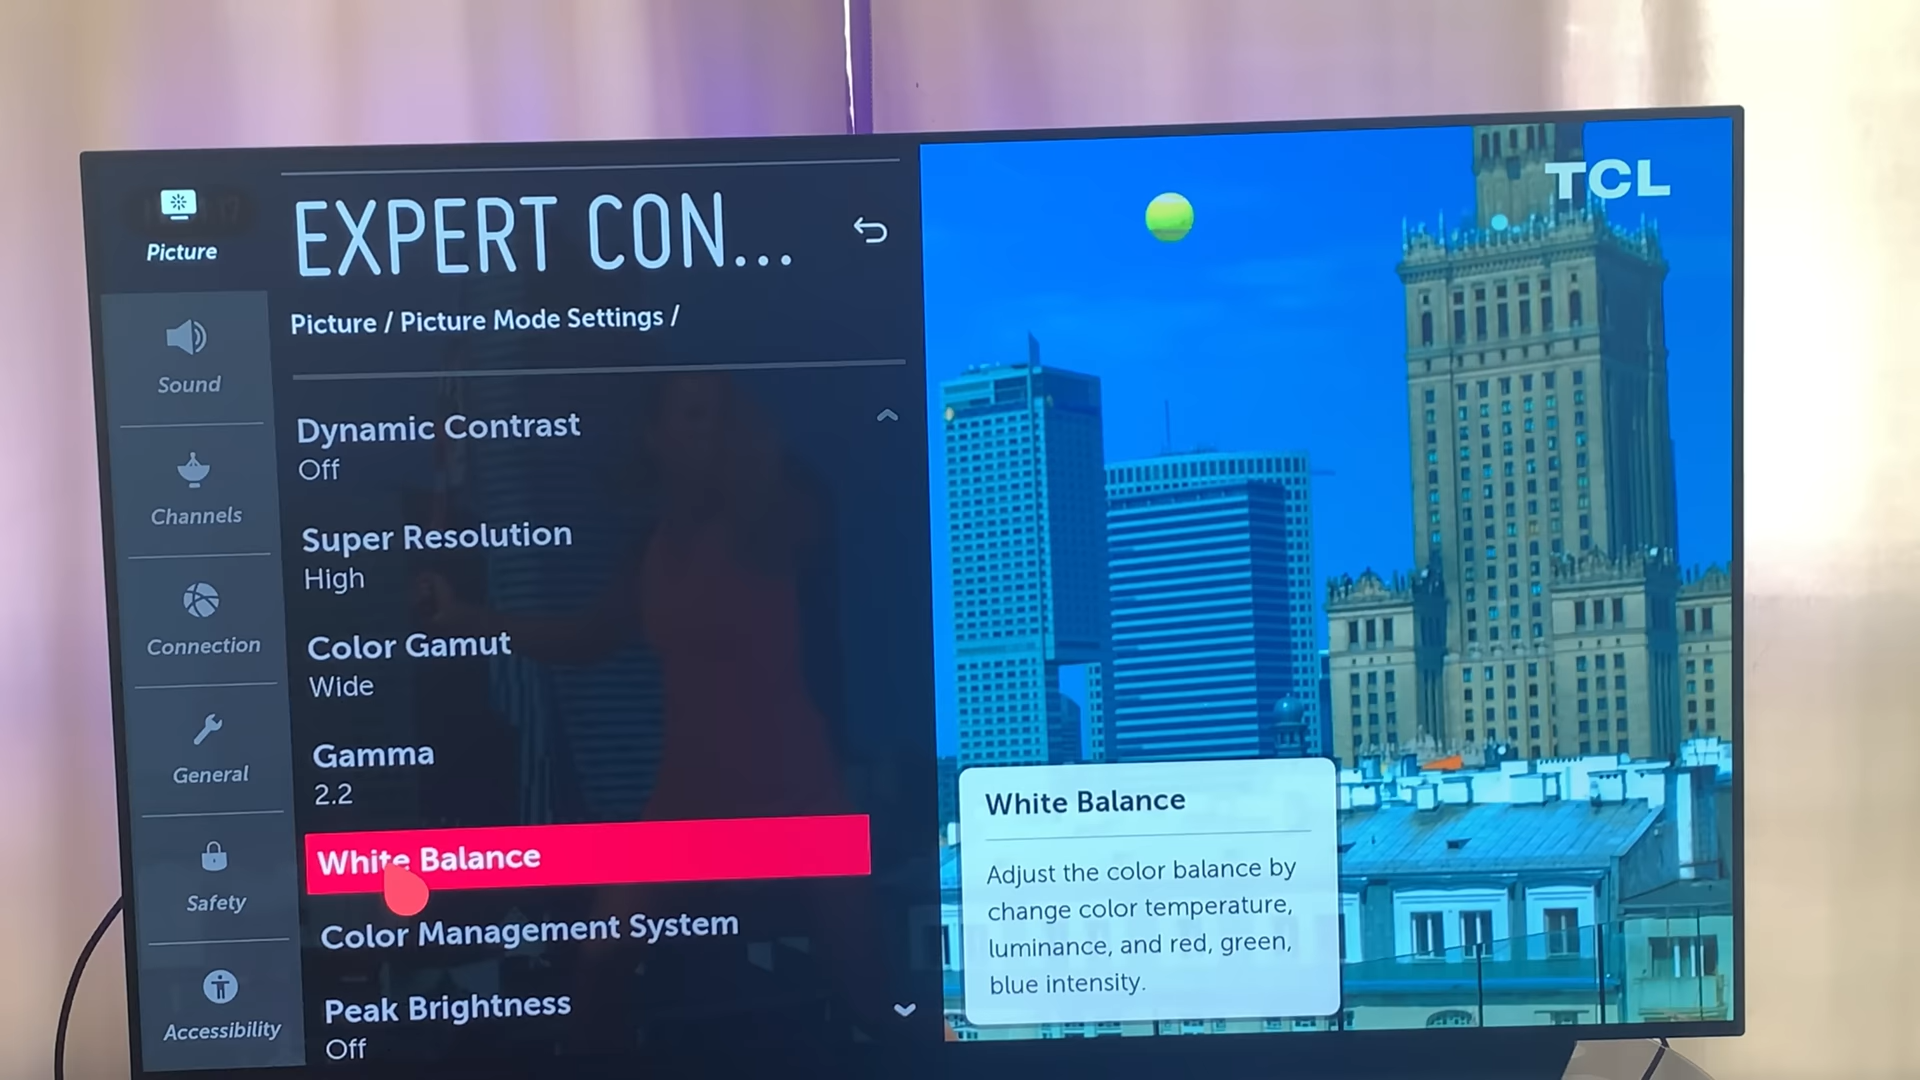 Picture
Sound
Channels
Connection
General
Safety
Accessibility
EXPERT CON...
Picture / Picture Mode Settings /
Dynamic Contrast
Off
Super Resolution
High
Color Gamut
Wide
Gamma
2.2
White Balance
Color Management System
Peak Brightness
Off
TCL
White Balance
Adjust the color balance by
change color temperature,
luminance, and red, green,
blue intensity.